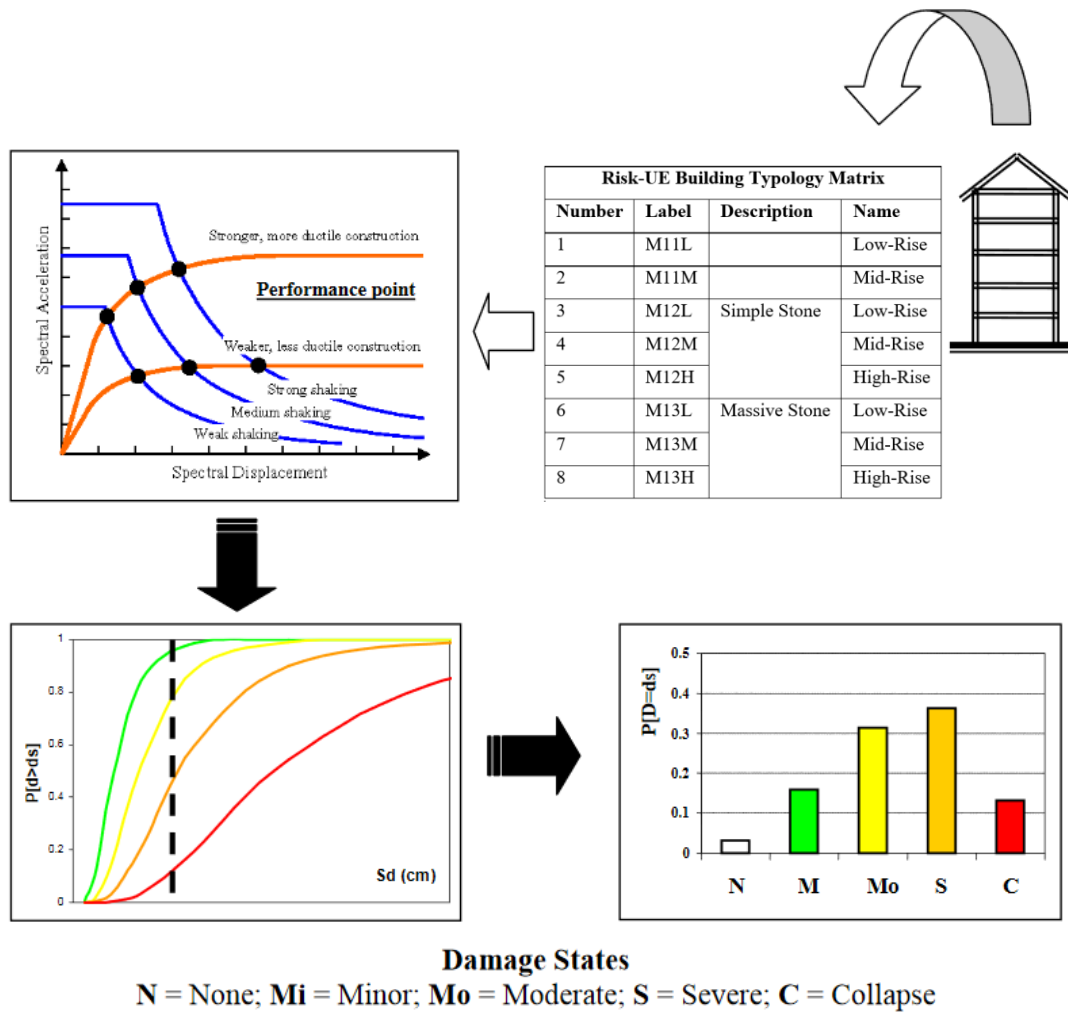 Risk-UE Building Typology Matrix
Number Label Description Name
1 M11L Low-Rise
2 M11M Mid-Rise
3 M12L Simple Stone Low-Rise
4 M12M Mid-Rise
5 M12H High-Rise
6 M13L Massive Stone Low-Rise
7 M13M Mid-Rise
8 M13H High-Rise
Spectral Acceleration
Stronger, more ductile construction
Performance point
Weaker, less ductile construction
Strong shaking
Medium shaking
Weak shaking
Spectral Displacement
P[d>ds]
1
0.8
0.6
0.4
0.2
0
Sd (cm)
P[D=ds]
0.5
0.4
0.3
0.2
0.1
0
N M Mo S C
Damage States
N = None; Mi = Minor; Mo = Moderate; S = Severe; C = Collapse